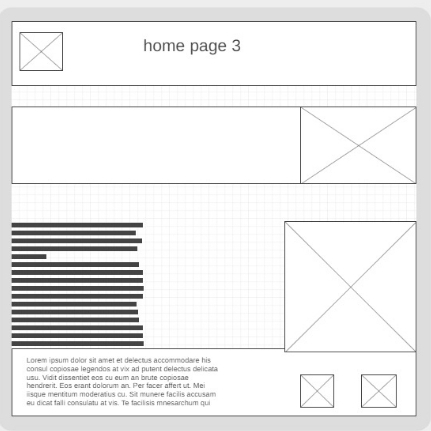 home page 3
Lorem ipsum dolor sit amet et delectus accommodare his
consul copiosae legendos at vix ad putent delectus delicata
usu. Vidit dissentiet eos cu eum an brute copiosae
hendrerit. Eos erant dolorum an. Per facer affert ut. Mei
iisque mentitum moderatius cu. Sit munere facilis accusam
eu dicat falli consulatu at vis. Te facilisis mnesarchum qui